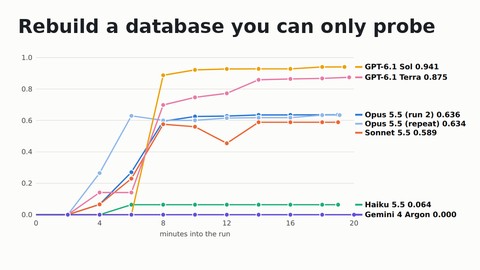 Rebuild a database you can only probe
1.0
0.8
0.6
0.4
0.2
0.0
0
4
8
12
16
20
minutes into the run
GPT-6.1 Sol 0.941
GPT-6.1 Terra 0.875
Opus 5.5 (run 2) 0.636
Opus 5.5 (repeat) 0.634
Sonnet 5.5 0.589
Haiku 5.5 0.064
Gemini 4 Argon 0.000